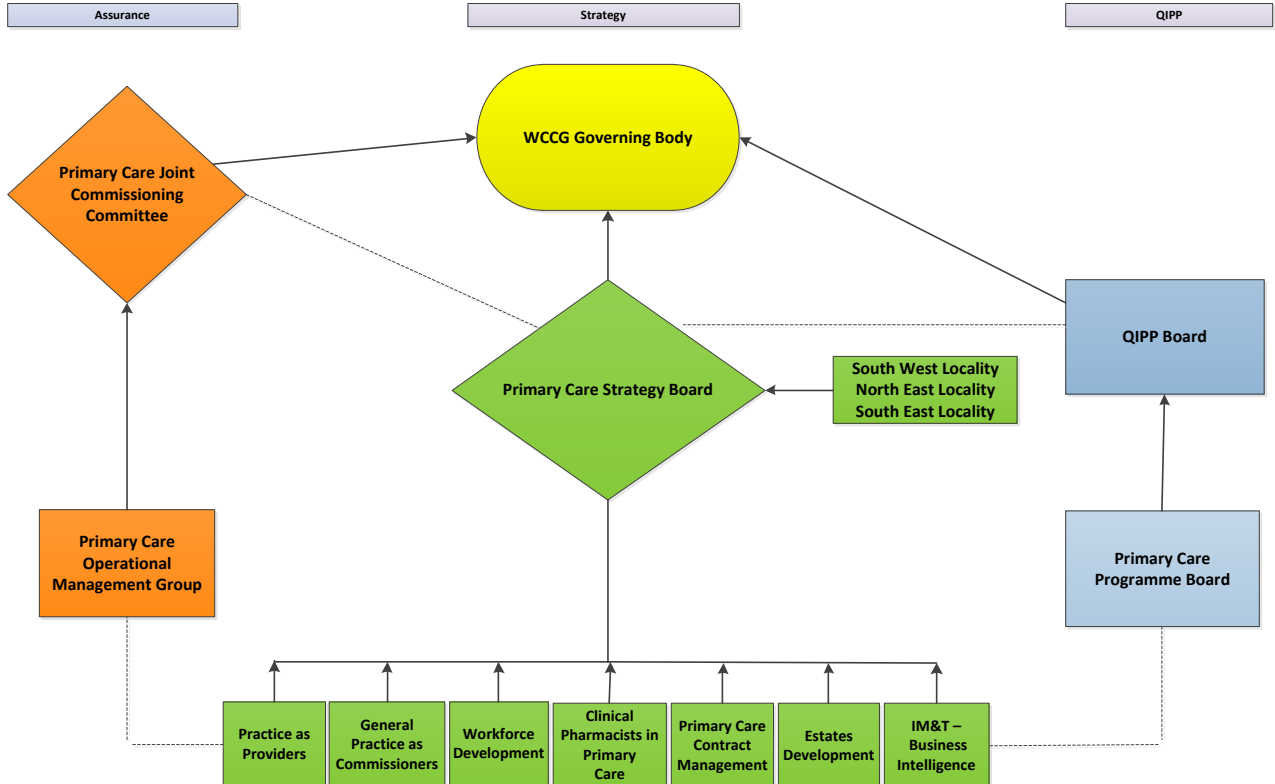 Assurance
Strategy
QIPP
WCCG Governing Body
Primary Care Joint
Commissioning
Committee
QIPP Board
South West Locality
North East Locality
South East Locality
Primary Care Strategy Board
Primary Care
Operational
Management Group
Primary Care
Programme Board
Practice as
Providers
General
Practice as
Commissioners
Workforce
Development
Clinical
Pharmacists in
Primary
Care
Primary Care
Contract
Management
Estates
Development
IM&T –
Business
Intelligence